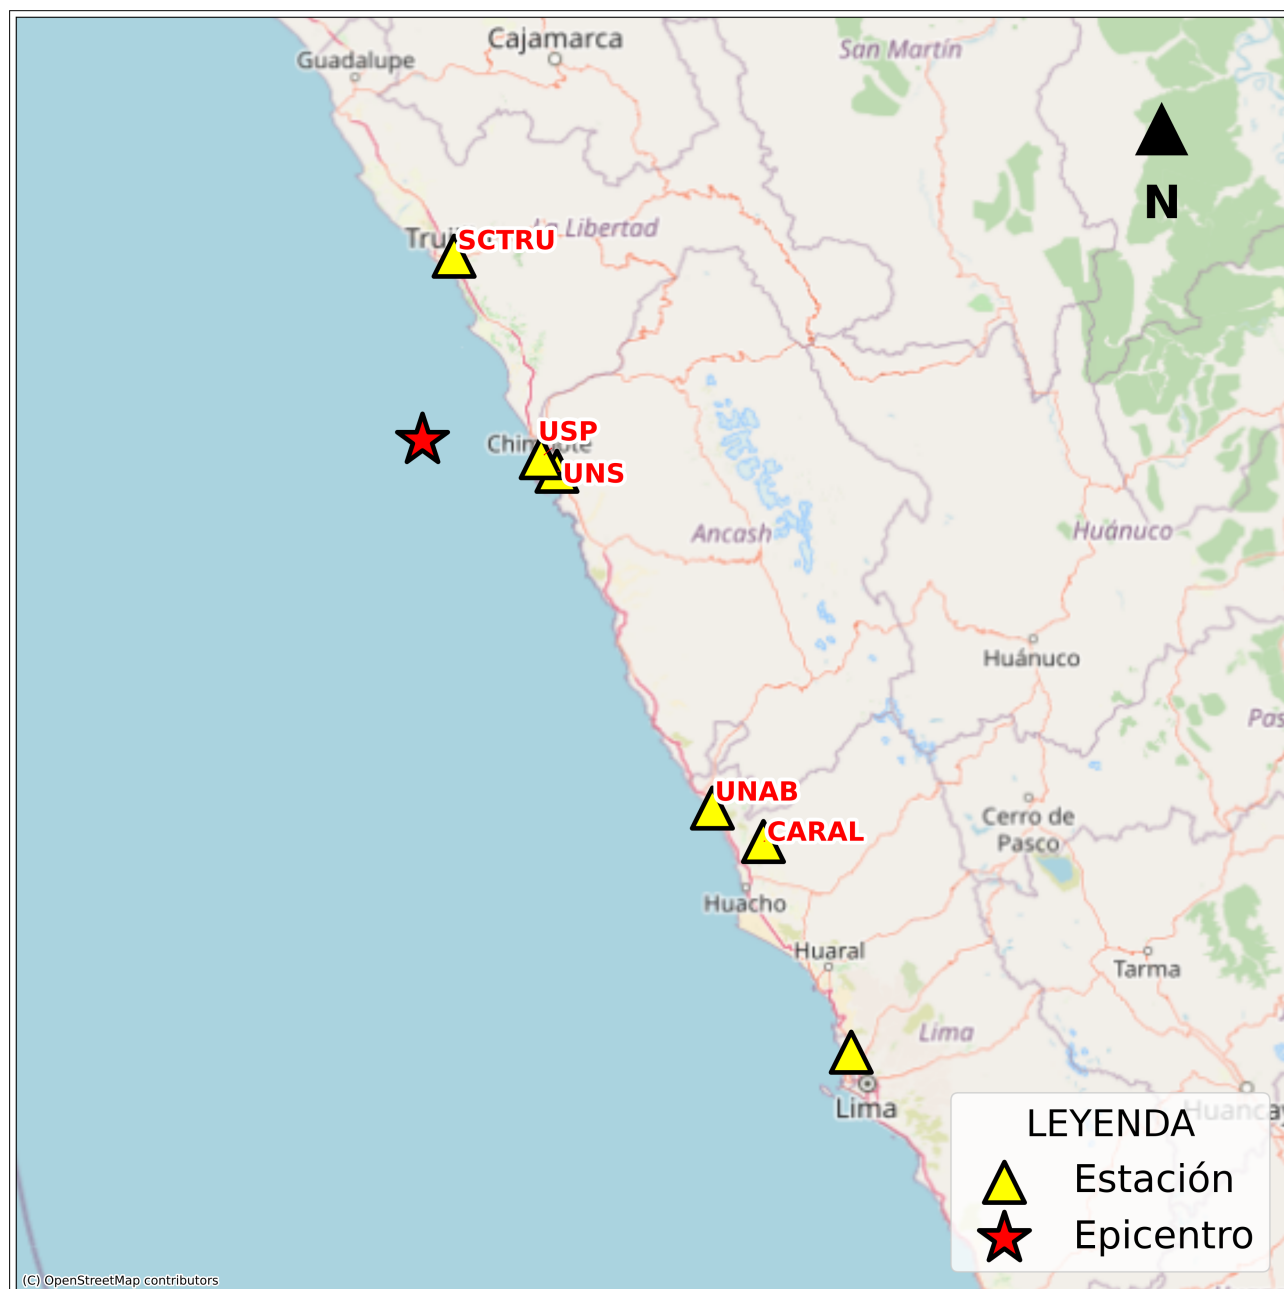 Cajamarca
San Martín
Guadalupe
N
La Libertad
SCTRU
USP
UNS
Ancash
Huánuco
Huánuco
UNAB
CARAL
Cerro de
Pasco
Huacho
Huaral
Tarma
Lima
Lima
LEYENDA
Estación
Epicentro
(C) OpenStreetMap contributors